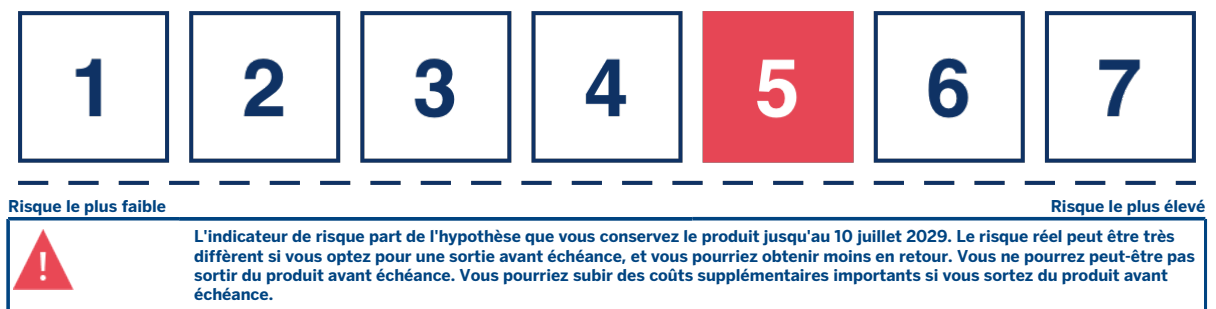 1 2 3 4 5 6 7
Risque le plus faible Risque le plus élevé
!
L'indicateur de risque part de l'hypothèse que vous conservez le produit jusqu'au 10 juillet 2029. Le risque réel peut être très
diffèrent si vous optez pour une sortie avant échéance, et vous pourriez obtenir moins en retour. Vous ne pourrez peut-être pas
sortir du produit avant échéance. Vous pourriez subir des coûts supplémentaires importants si vous sortez du produit avant
échéance.